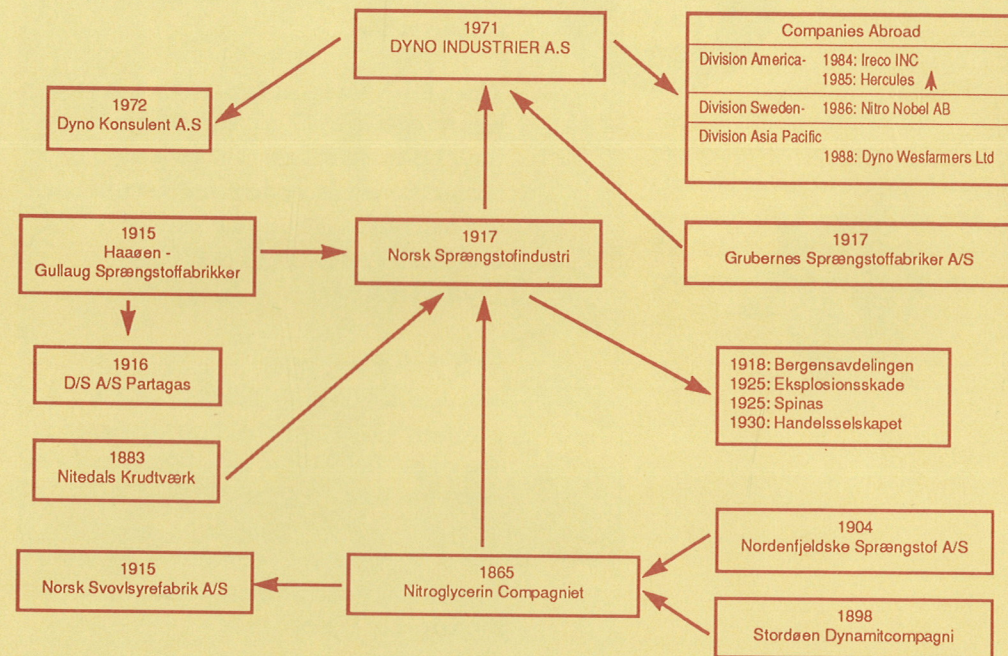 1971
DYNO INDUSTRIER A.S
Companies Abroad
Division America- 1984: Ireco INC
1985: Hercules
Division Sweden- 1986: Nitro Nobel AB
Division Asia Pacific
1988: Dyno Wesfarmers Ltd
1972
Dyno Konsulent A.S
1915
Haaøen -
Gullaug Sprængstoffabrikker
1917
Norsk Sprængstofindustri
1917
Grubernes Sprængstoffabriker A/S
1916
D/S A/S Partagas
1918: Bergensavdelingen
1925: Eksplosionsskade
1925: Spinas
1930: Handelsselskapet
1883
Nitedals Krudtværk
1904
Nordenfjeldske Sprængstof A/S
1915
Norsk Svovlsyrefabrik A/S
1865
Nitroglycerin Compagniet
1898
Stordøen Dynamitcompagni